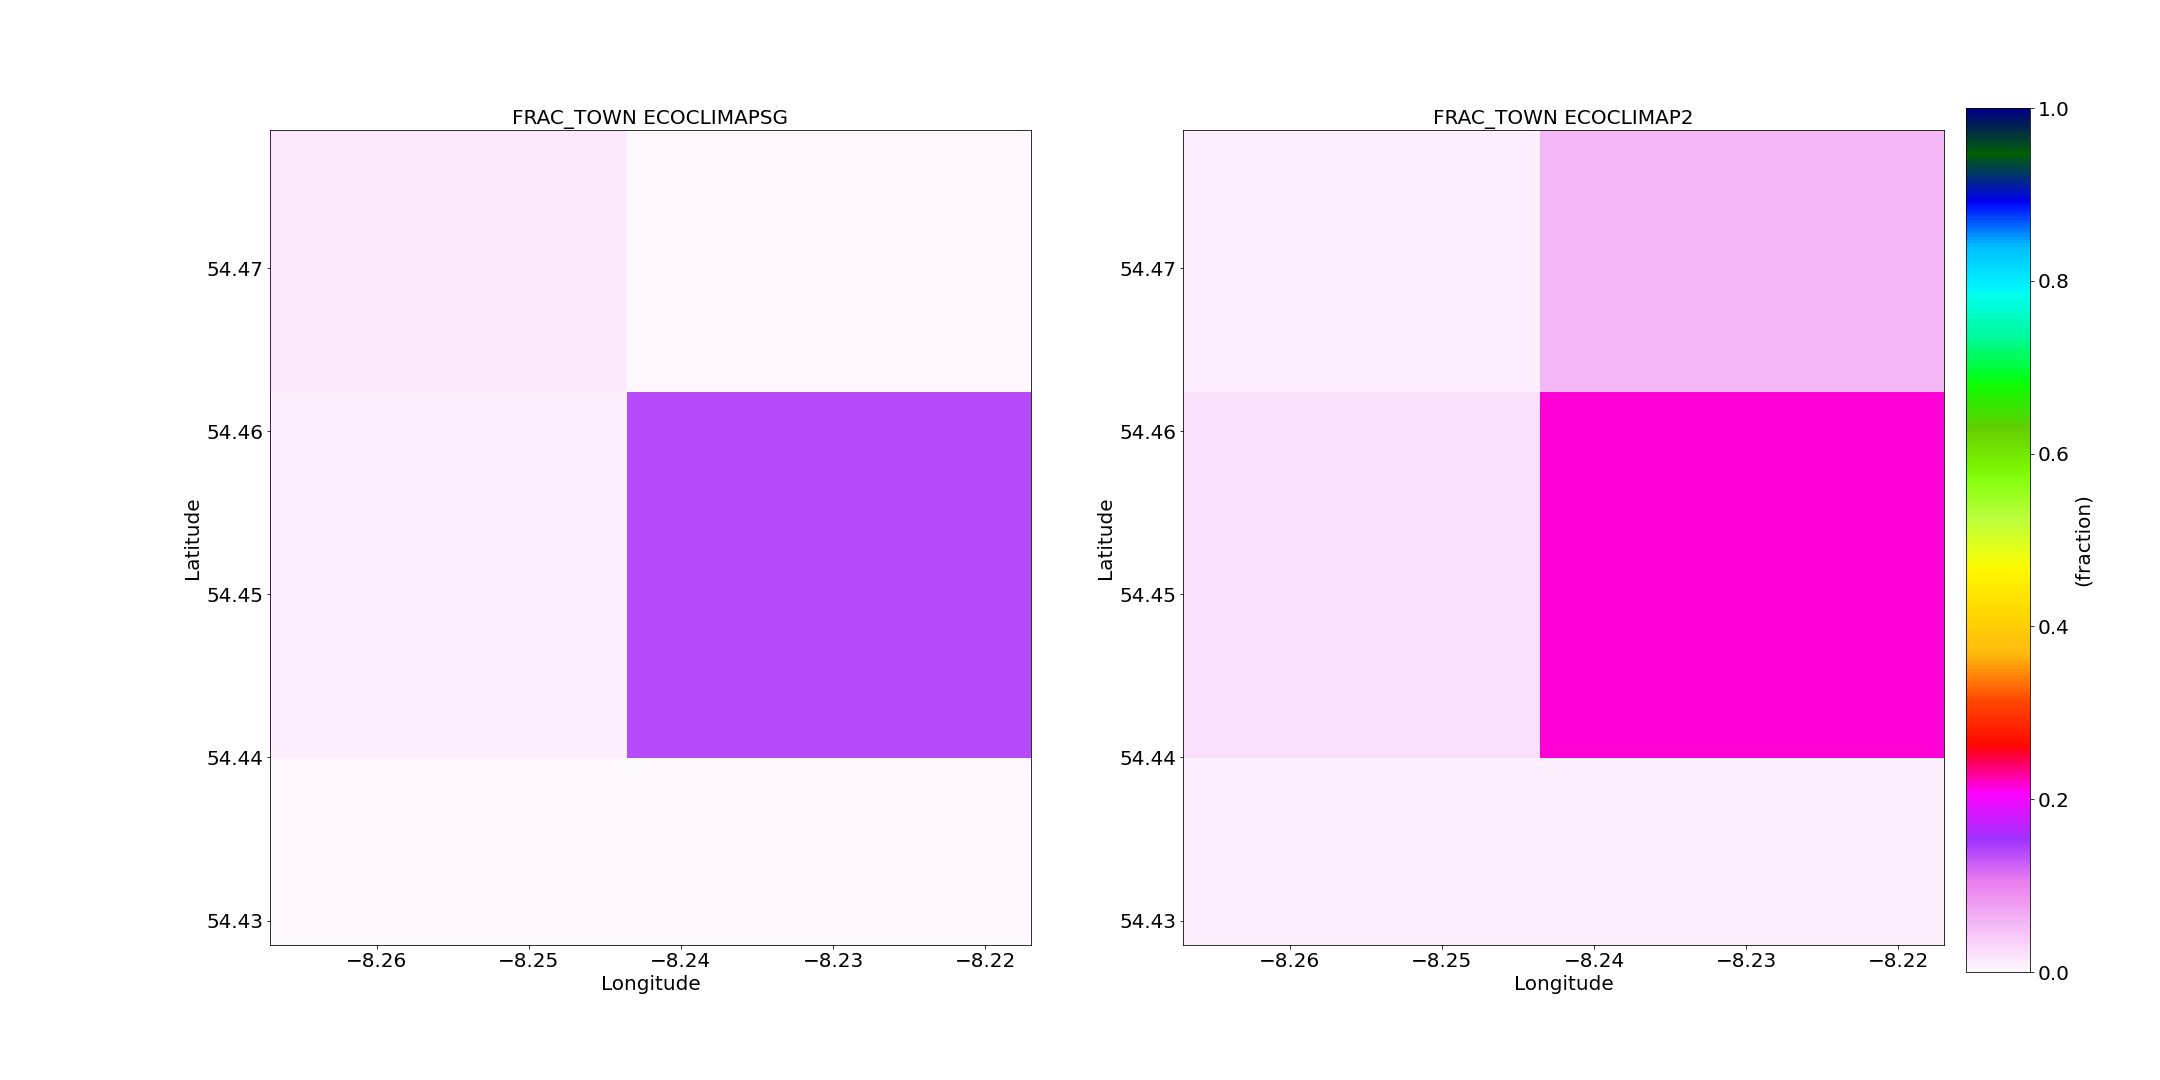 FRAC_TOWN ECOCLIMAPSG
Latitude
54.47
54.46
54.45
54.44
54.43
−8.26 −8.25 −8.24 −8.23 −8.22
Longitude
FRAC_TOWN ECOCLIMAP2
Latitude
54.47
54.46
54.45
54.44
54.43
−8.26 −8.25 −8.24 −8.23 −8.22
Longitude
1.0
0.8
0.6
0.4
0.2
0.0
(fraction)